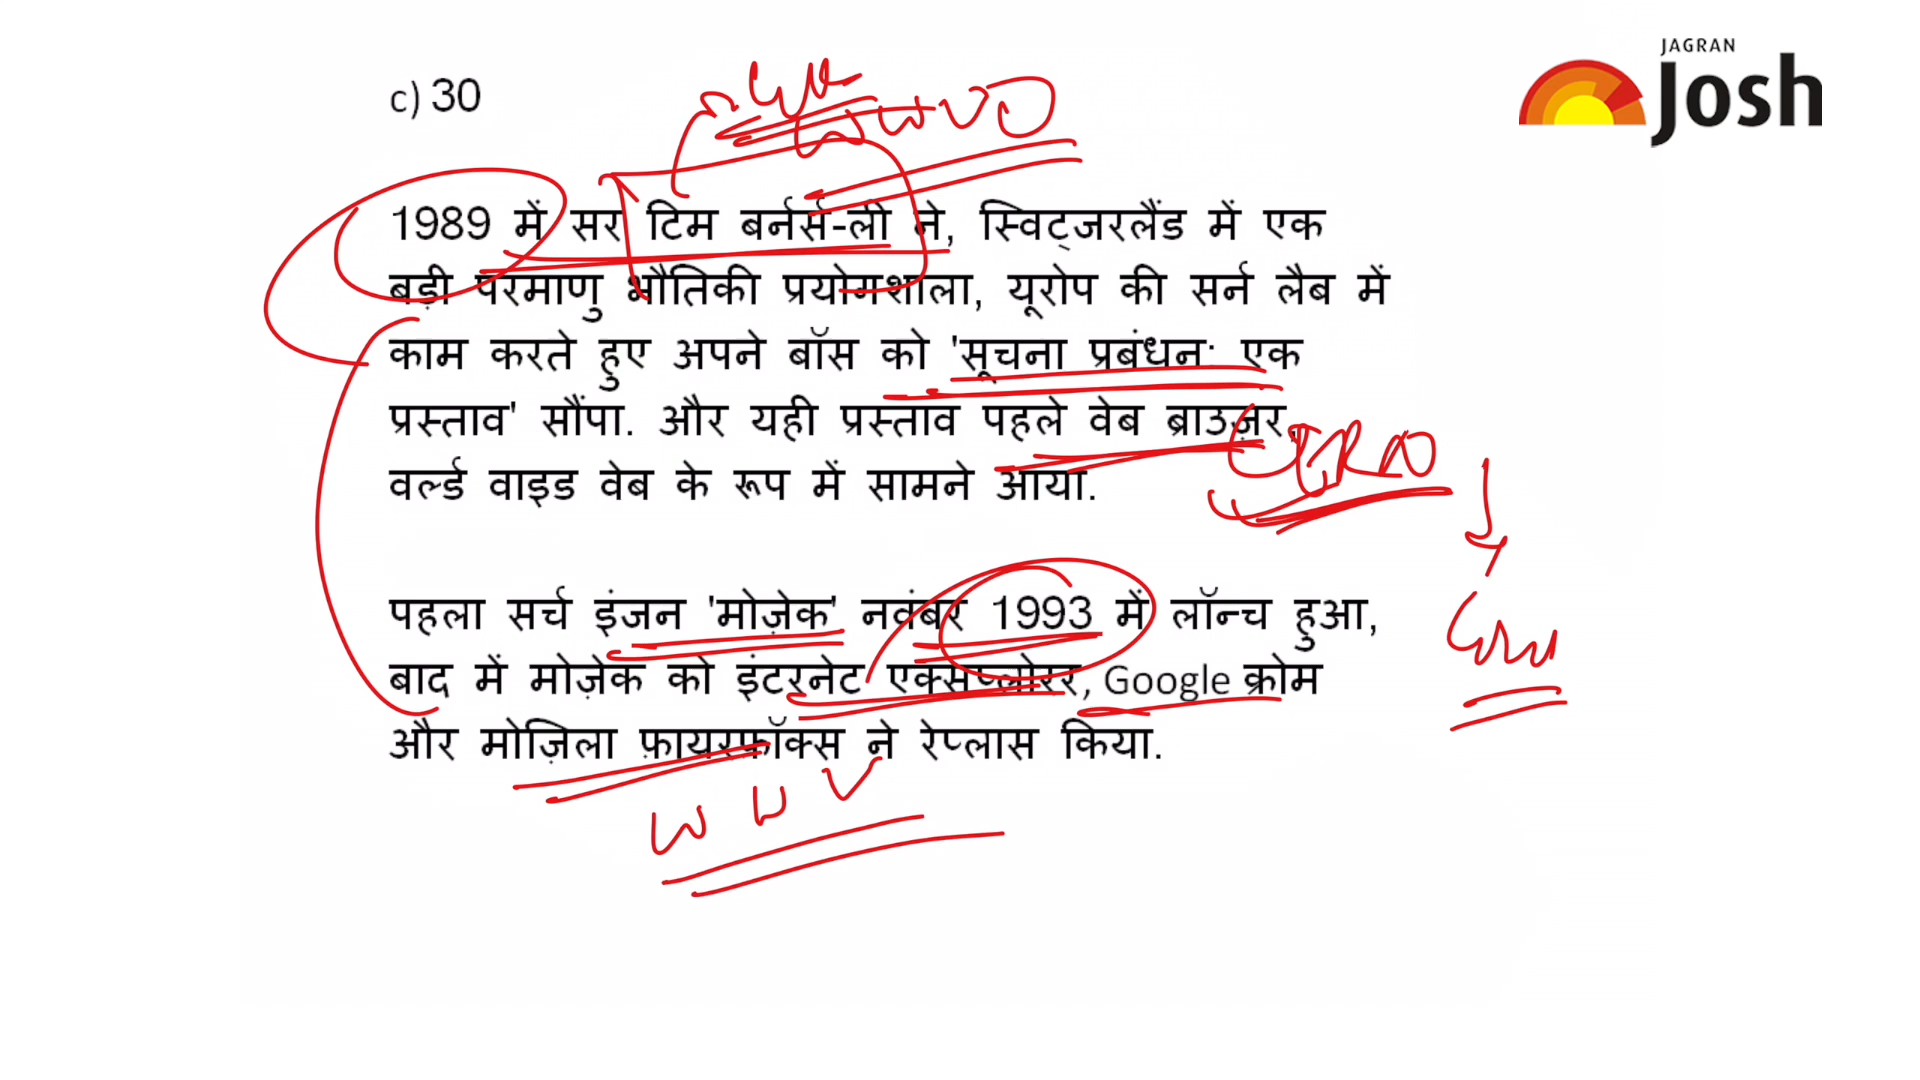 JAGRAN
Josh
c) 30
1989 में सर टिम बर्नर्स-ली ने, स्विट्जरलैंड में एक
बड़ी परमाणु भौतिकी प्रयोगशाला, यूरोप की सर्न लैब में
काम करते हुए अपने बॉस को 'सूचना प्रबंधन: एक
प्रस्ताव' सौंपा. और यही प्रस्ताव पहले वेब ब्राउज़र,
वर्ल्ड वाइड वेब के रूप में सामने आया.
पहला सर्च इंजन 'मोज़ेक' नवंबर 1993 में लॉन्च हुआ,
बाद में मोज़ेक को इंटरनेट एक्सप्लोरर, Google क्रोम
और मोज़िला फ़ायरफ़ॉक्स ने रेप्लास किया.